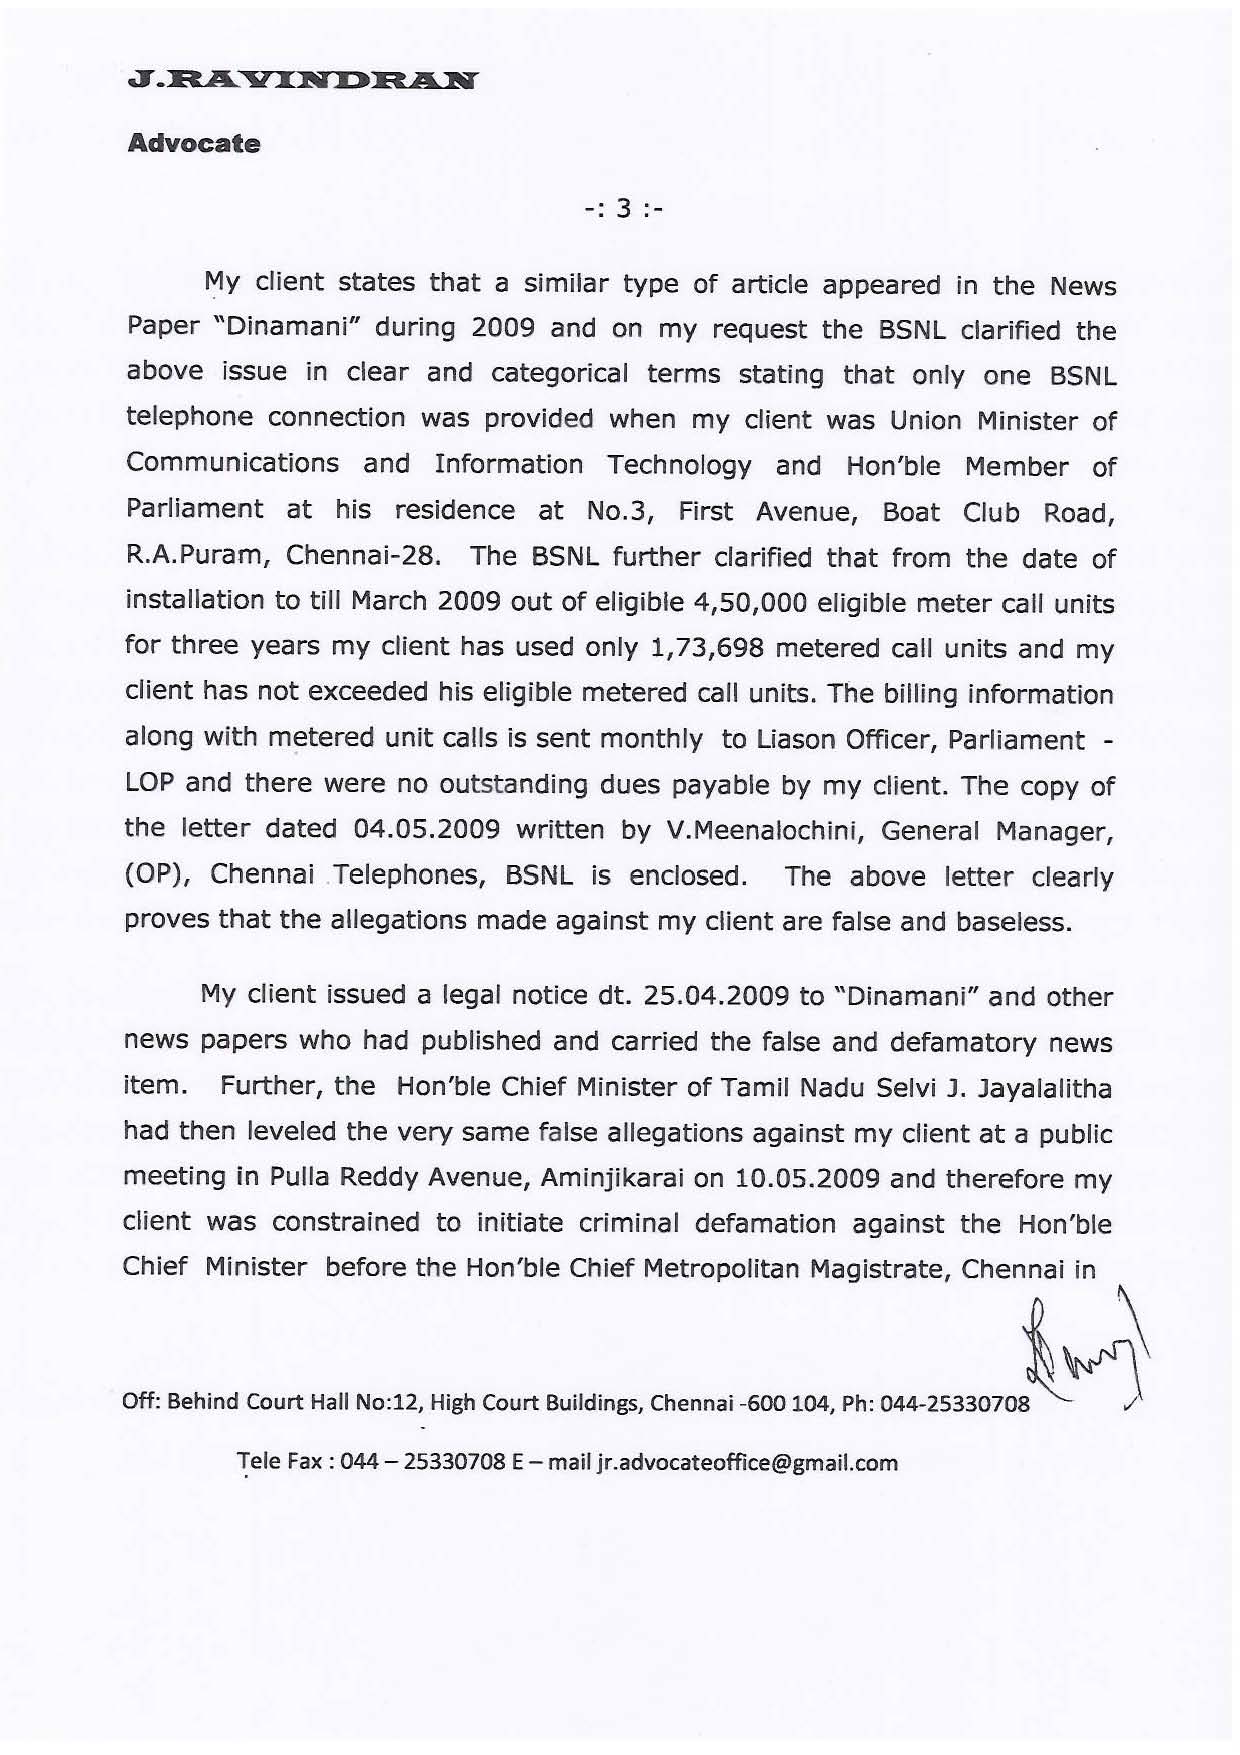 J.RAVINDRAN
Advocate
-: 3 :-
My client states that a similar type of article appeared in the News
Paper "Dinamani" during 2009 and on my request the BSNL clarified the
above issue in clear and categorical terms stating that only one BSNL
telephone connection was provided when my client was Union Minister of
Communications and Information Technology and Hon'ble Member of
Parliament at his residence at No.3, First Avenue, Boat Club Road,
R.A.Puram, Chennai-28. The BSNL further clarified that from the date of
installation to till March 2009 out of eligible 4,50,000 eligible meter call units
for three years my client has used only 1,73,698 metered call units and my
client has not exceeded his eligible metered call units. The billing information
along with metered unit calls is sent monthly to Liason Officer, Parliament -
LOP and there were no outstanding dues payable by my client. The copy of
the letter dated 04.05.2009 written by V.Meenalochini, General Manager,
(OP), Chennai Telephones, BSNL is enclosed. The above letter clearly
proves that the allegations made against my client are false and baseless.
My client issued a legal notice dt. 25.04.2009 to "Dinamani" and other
news papers who had published and carried the false and defamatory news
item. Further, the Hon'ble Chief Minister of Tamil Nadu Selvi J. Jayalalitha
had then leveled the very same false allegations against my client at a public
meeting in Pulla Reddy Avenue, Aminjikarai on 10.05.2009 and therefore my
client was constrained to initiate criminal defamation against the Hon'ble
Chief Minister before the Hon'ble Chief Metropolitan Magistrate, Chennai in
Off: Behind Court Hall No:12, High Court Buildings, Chennai -600 104, Ph: 044-25330708
Tele Fax : 044 – 25330708 E – mail jr.advocateoffice@gmail.com